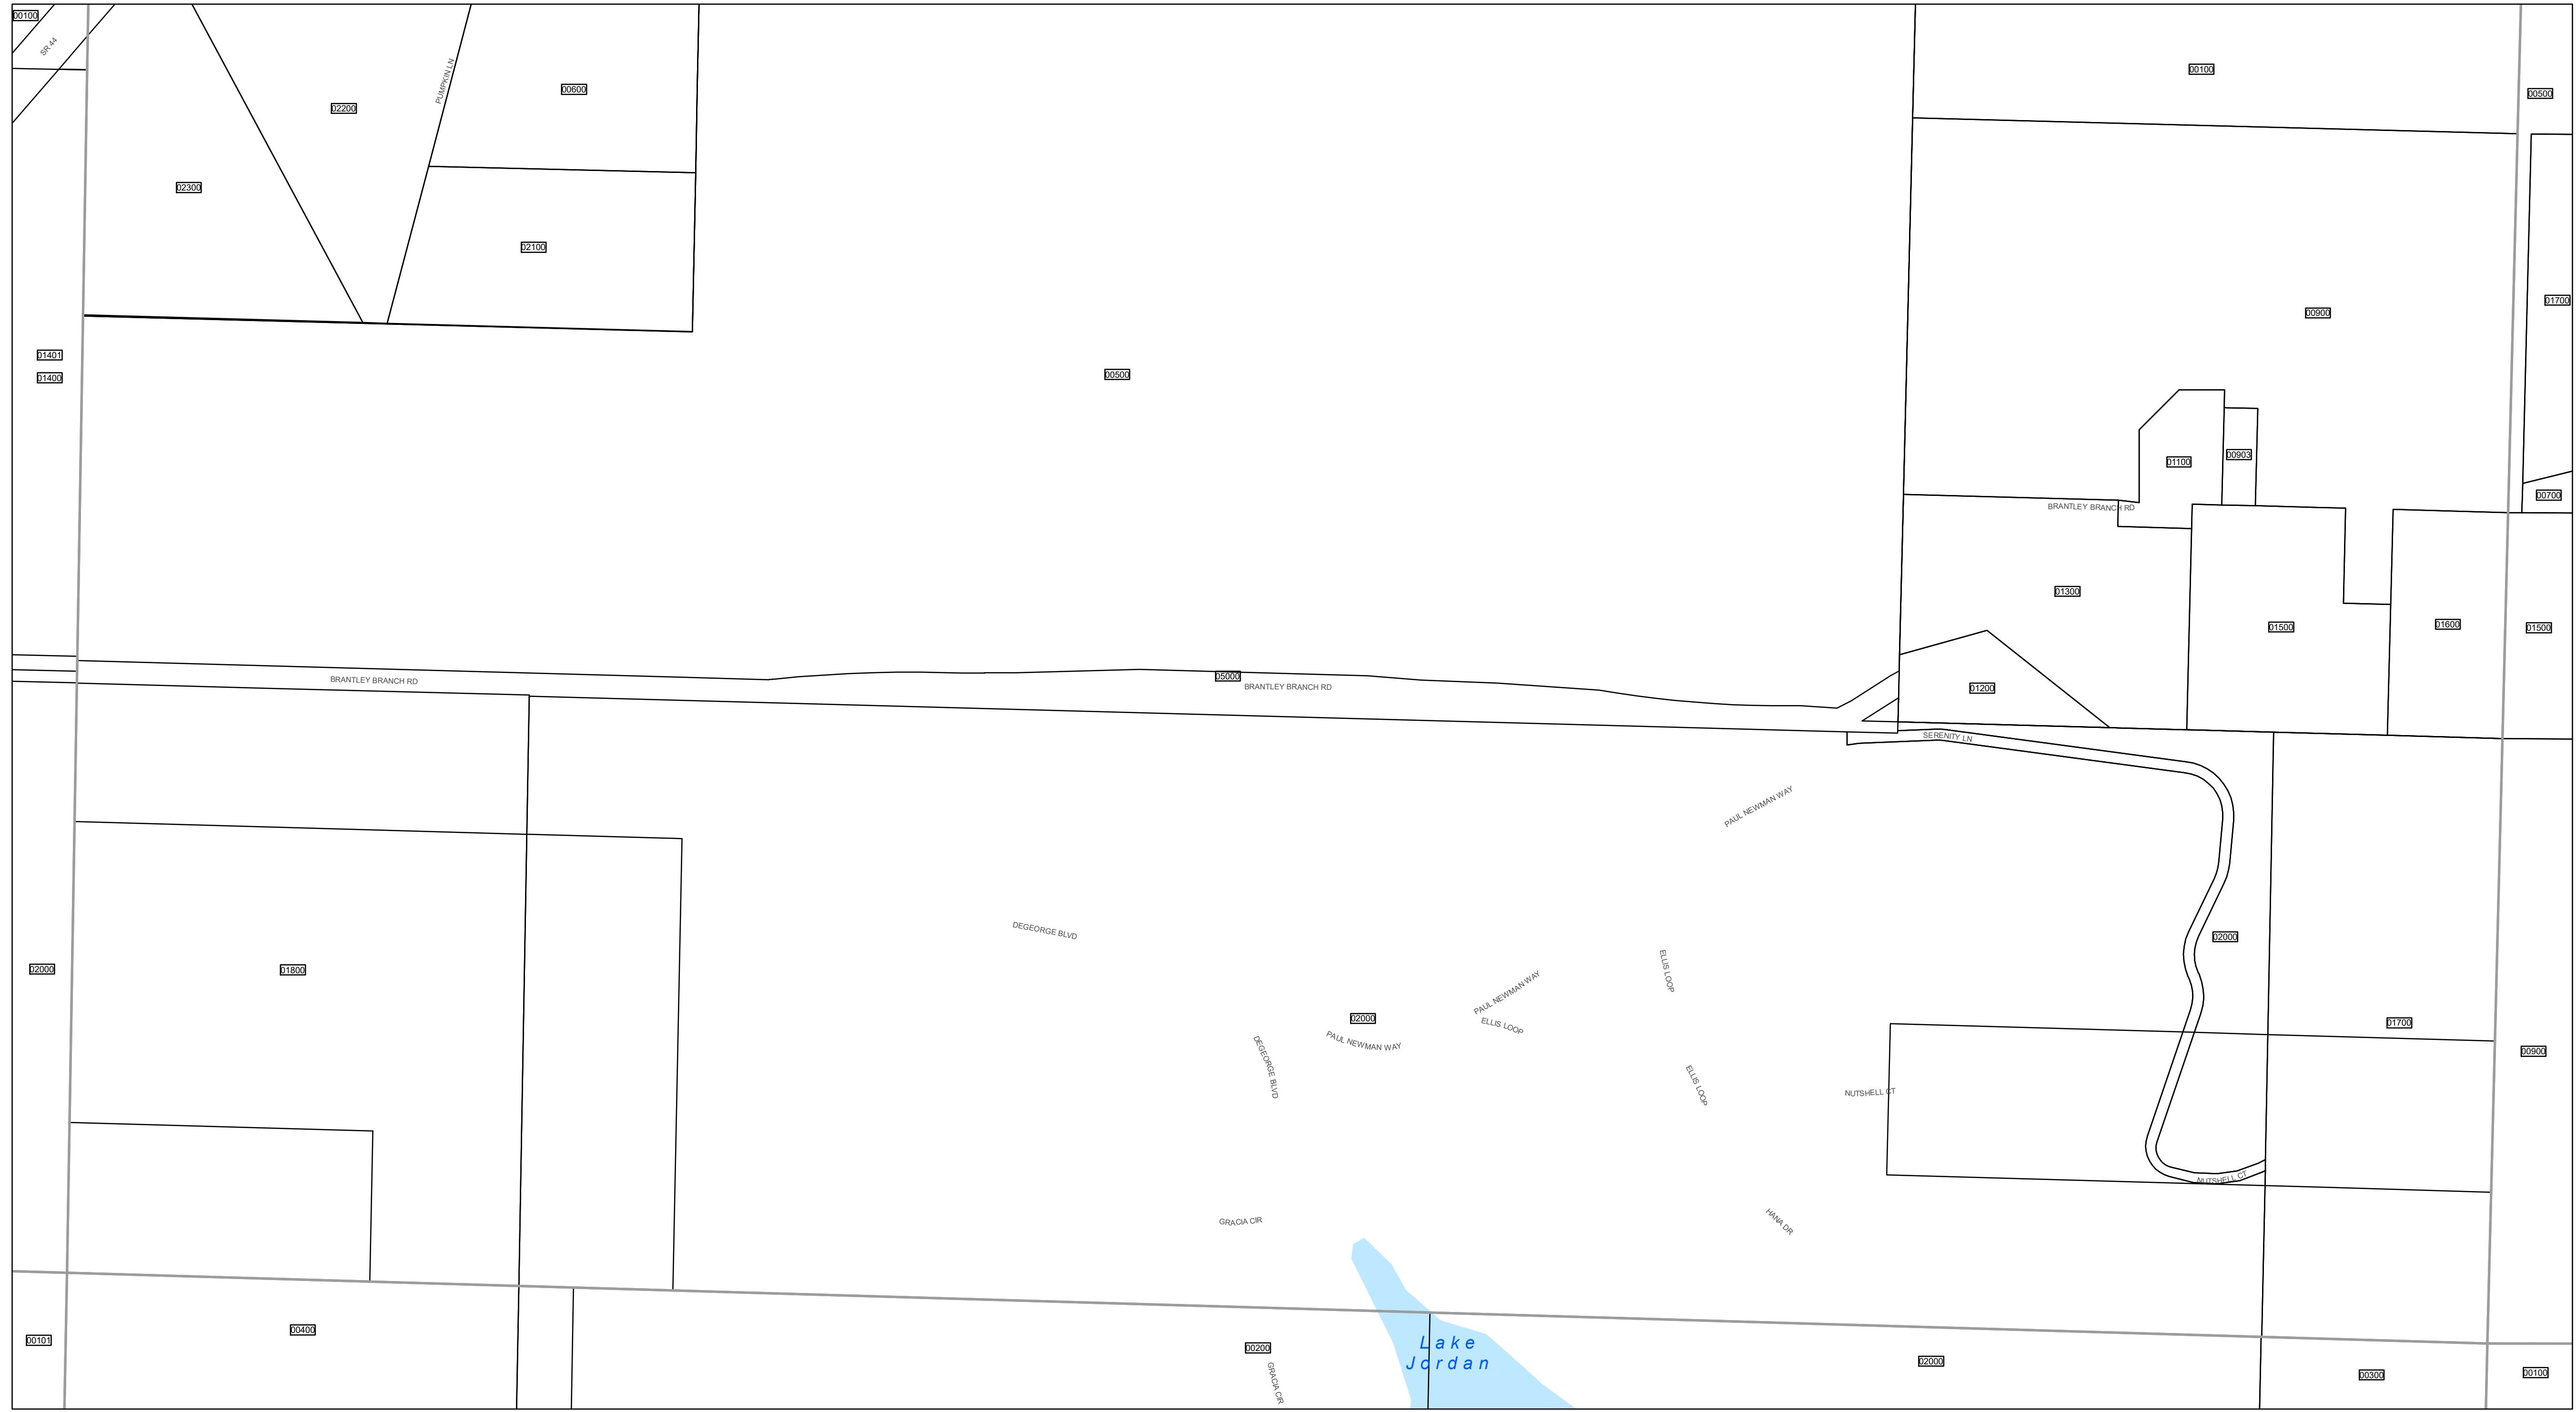 00100
SR 44
02200
PUMPKIN LN
00600
02300
02100
00100
00500
00900
01700
01401
01400
00500
01100
00903
00700
BRANTLEY BRANCH RD
01300
01500
01600
01500
BRANTLEY BRANCH RD
05000
BRANTLEY BRANCH RD
01200
SERENITY LN
PAUL NEWMAN WAY
DEGEORGE BLVD
02000
02000
01800
ELLIS LOOP
PAUL NEWMAN WAY
02000
ELLIS LOOP
PAUL NEWMAN WAY
01700
00900
DEGEORGE BLVD
ELLIS LOOP
NUTSHELL CT
NUTSHELL CT
GRACIA CIR
HANA DR
00101
00400
00200
Lake
Jordan
02000
00300
00100
GRACIA CIR